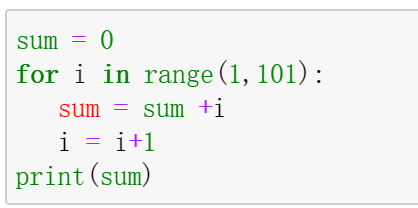 sum = 0
for i in range(1,101):
   sum = sum +i
   i = i+1
print(sum)